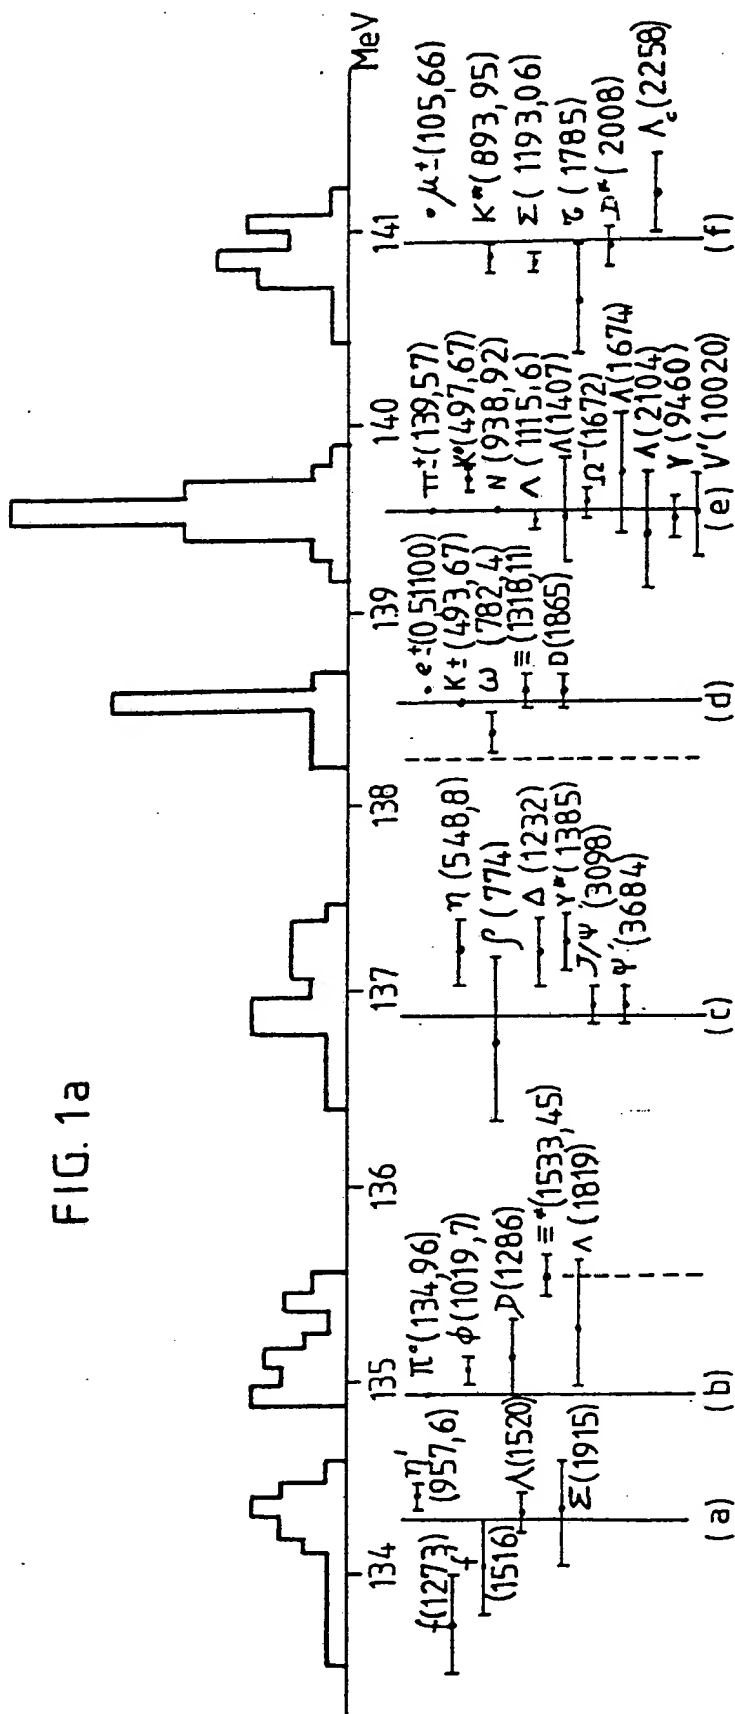 FIG. 1a
134
135
136
137
138
139
140
141
MeV
f(1273)
f'
(1516)
η'
(957,6)
Λ(1520)
Σ(1915)
(a)
π°(134,96)
ϕ(1019,7)
D(1286)
Ξ*(1533,45)
Λ(1819)
(b)
η(548,8)
ρ(774)
Δ(1232)
Y*(1385)
J/ψ(3098)
ψ'(3684)
(c)
e±(0,51100)
K±(493,67)
ω(782,4)
Ξ(1318,11)
D(1865)
(d)
π±(139,57)
K°(497,67)
N(938,92)
Λ(1115,6)
Λ(1407)
Ω⁻(1672)
Λ(1674)
Λ(2104)
Υ(9460)
Υ'(10020)
(e)
μ±(105,66)
K*(893,95)
Σ(1193,06)
τ(1785)
D*(2008)
Λc(2258)
(f)